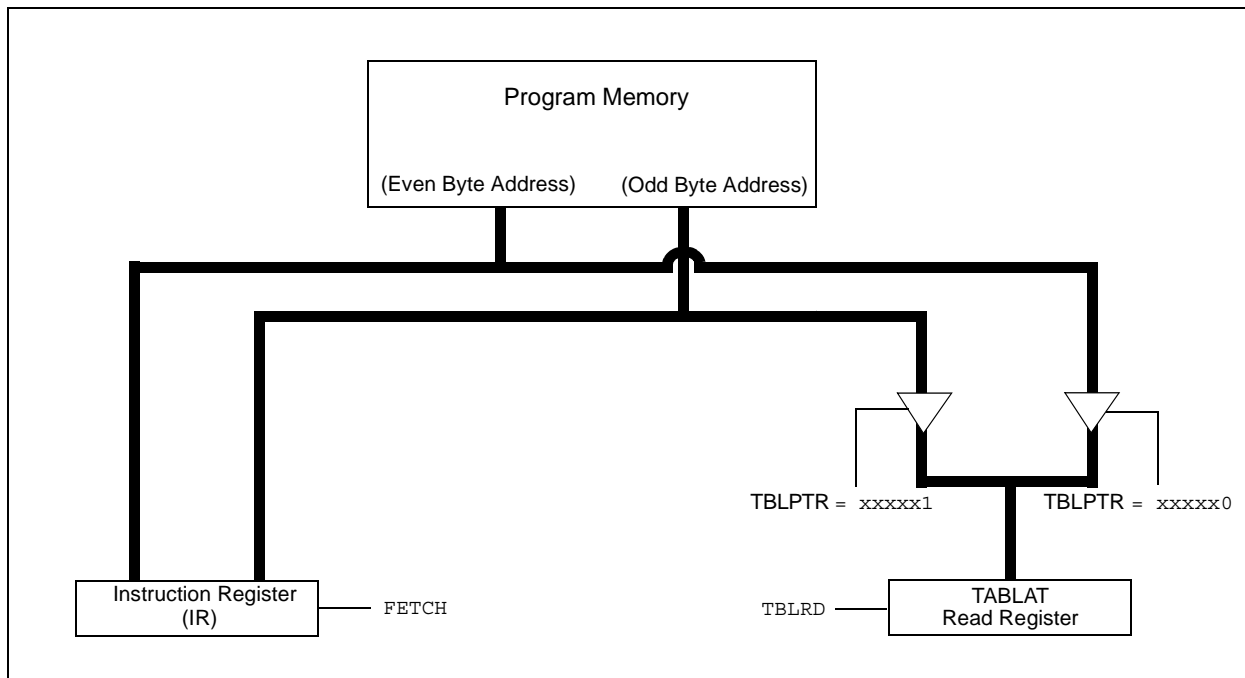 Program Memory
(Even Byte Address)
(Odd Byte Address)
TBLPTR = xxxxx1
TBLPTR = xxxxx0
Instruction Register
(IR)
FETCH
TBLRD
TABLAT
Read Register